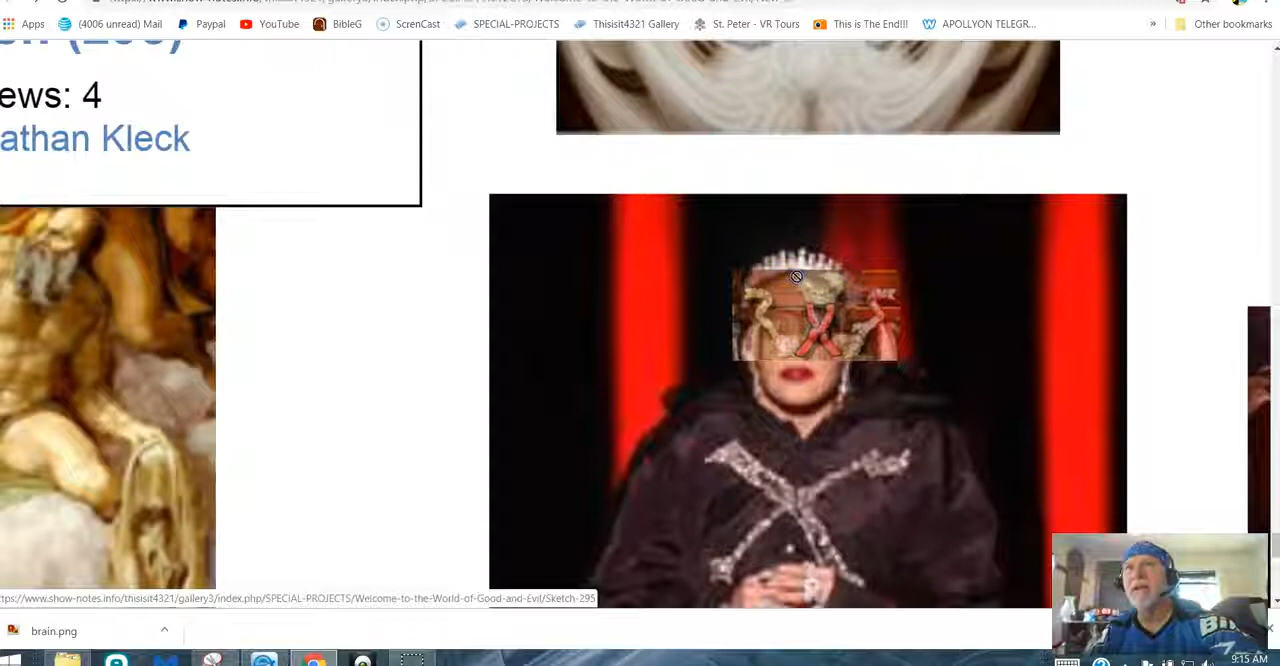 Apps
(4006 unread) Mail
Paypal
YouTube
BibleG
ScrenCast
SPECIAL-PROJECTS
Thisisit4321 Gallery
St. Peter - VR Tours
This is The End!!!
APOLLYON TELEGR...
»
Other bookmarks
ews: 4
athan Kleck
ttps://www.show-notes.info/thisisit4321/gallery3/index.php/SPECIAL-PROJECTS/Welcome-to-the-World-of-Good-and-Evil/Sketch-295
brain.png
9:15 AM